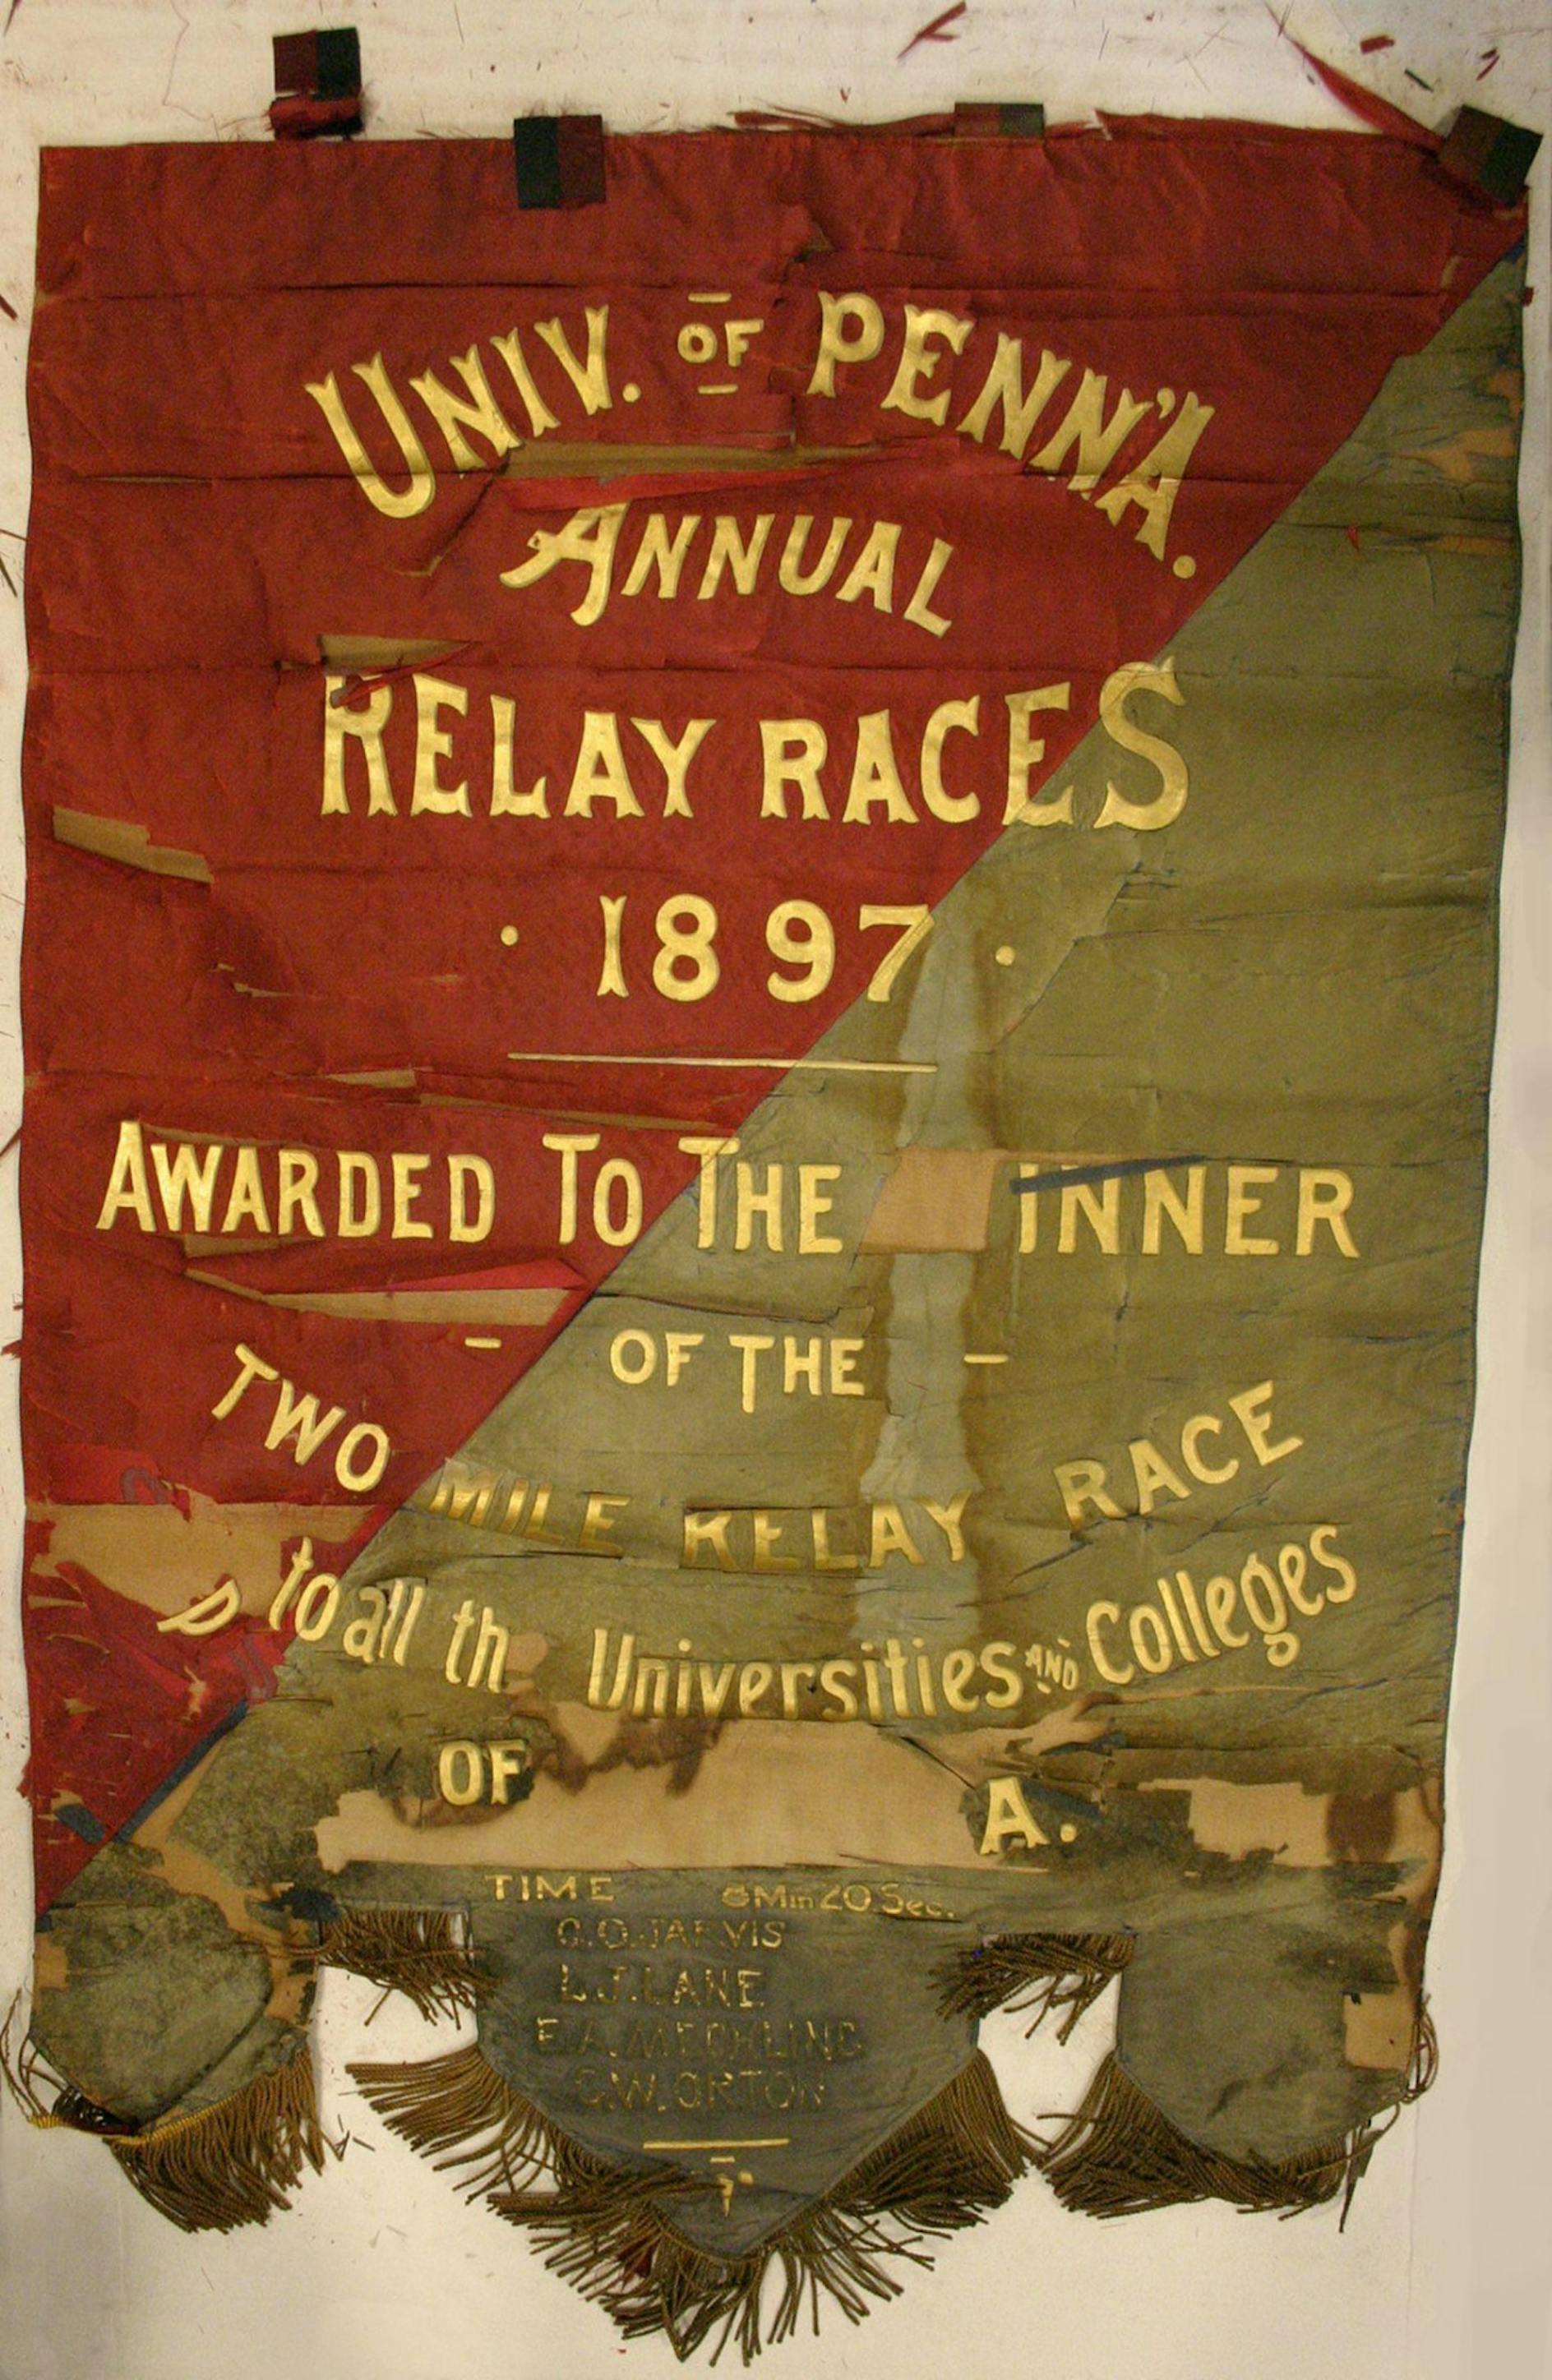 UNIV. OF PENN'A.
ANNUAL
RELAY RACES
· 1897 ·
AWARDED TO THE INNER
- OF THE -
TWO MILE RELAY RACE
to all th Universities AND Colleges
OF A.
TIME Min 20 Sec.
G.O. JARVIS
L.J. LANE
E.A. MECHLING
G.W. ORTON